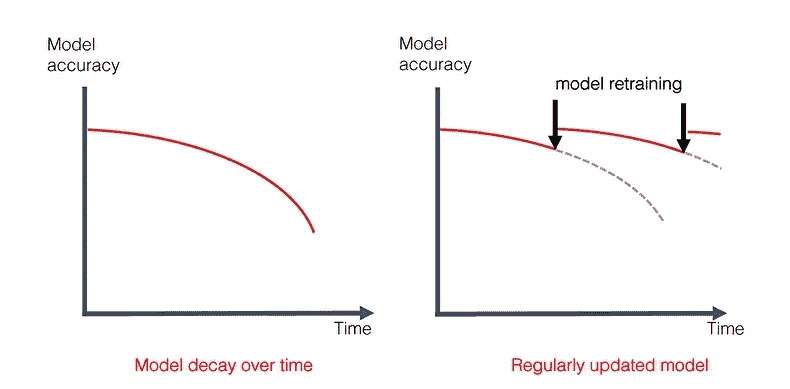 Model
accuracy
Time
Model decay over time
Model
accuracy
model retraining
Time
Regularly updated model